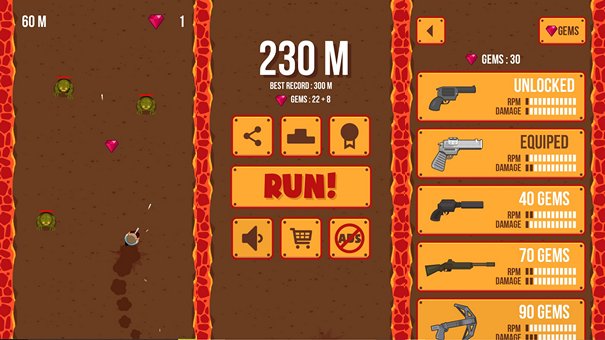 60 M
1
230 M
BEST RECORD : 300 M
GEMS : 22 + 8
RUN!
ADS
GEMS
GEMS : 30
UNLOCKED
RPM
DAMAGE
EQUIPED
RPM
DAMAGE
40 GEMS
RPM
DAMAGE
70 GEMS
RPM
DAMAGE
90 GEMS
RPM
DAMAGE